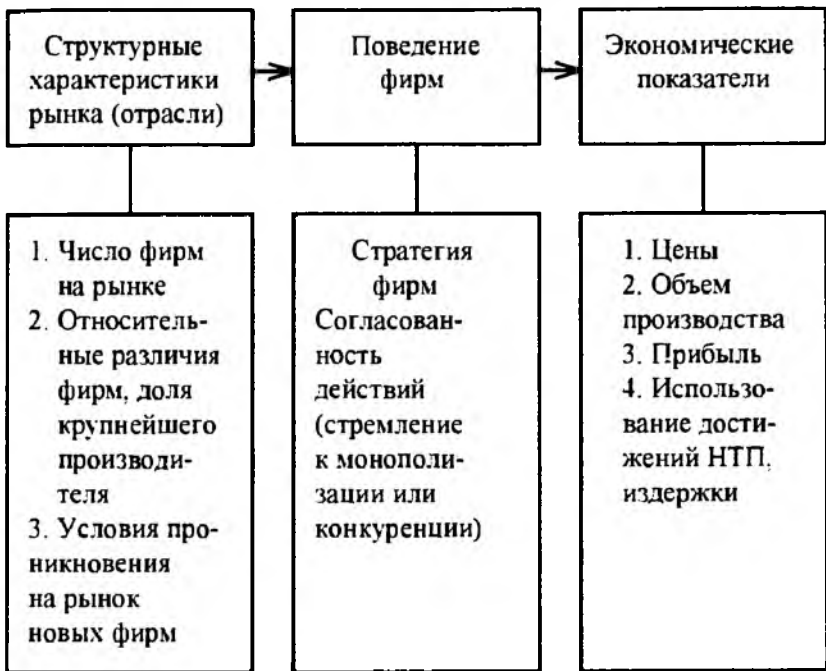 Структурные
характеристики
рынка (отрасли)
Поведение
фирм
Экономические
показатели
1. Число фирм
на рынке
2. Относитель-
ные различия
фирм, доля
крупнейшего
производи-
теля
3. Условия про-
никновения
на рынок
новых фирм
Стратегия
фирм
Согласован-
ность
действий
(стремление
к монополи-
зации или
конкуренции)
1. Цены
2. Объем
производства
3. Прибыль
4. Использо-
вание дости-
жений НТП,
издержки